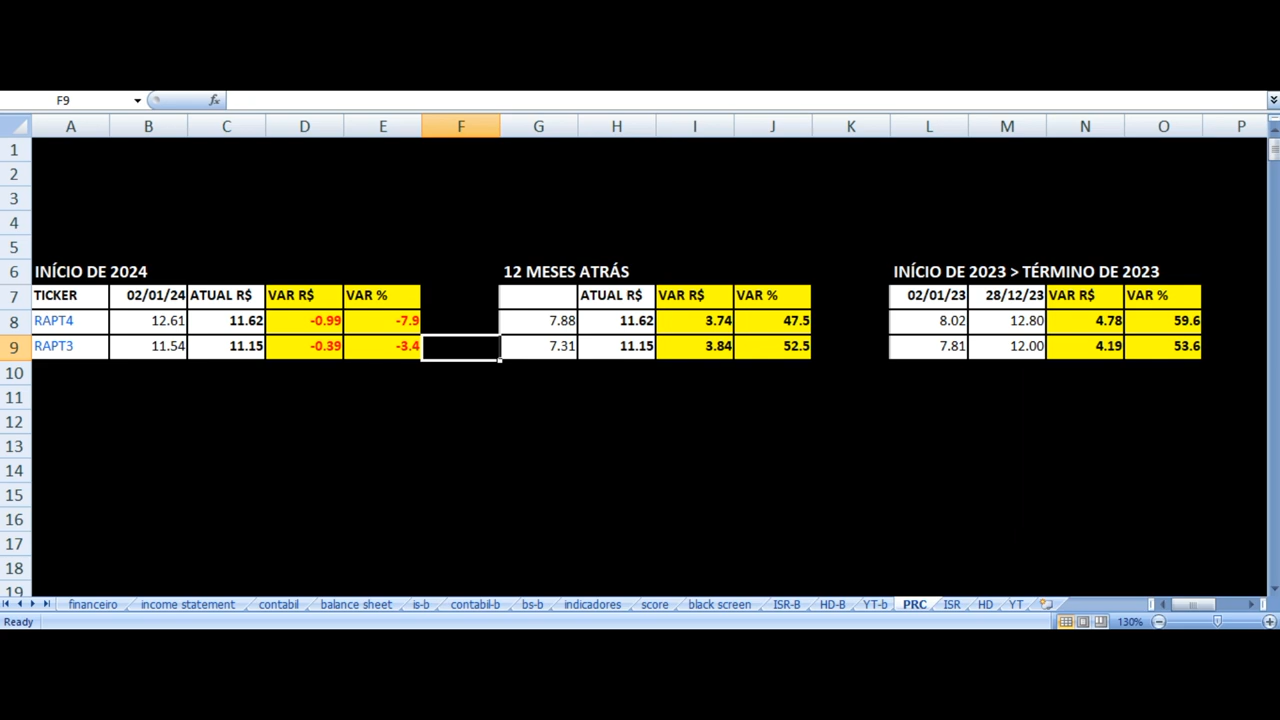 F9 fx
A B C D E F G H I J K L M N O P
1
2
3
4
5
6 INÍCIO DE 2024 12 MESES ATRÁS INÍCIO DE 2023 > TÉRMINO DE 2023
7 TICKER 02/01/24 ATUAL R$ VAR R$ VAR % ATUAL R$ VAR R$ VAR % 02/01/23 28/12/23 VAR R$ VAR %
8 RAPT4 12.61 11.62 -0.99 -7.9 7.88 11.62 3.74 47.5 8.02 12.80 4.78 59.6
9 RAPT3 11.54 11.15 -0.39 -3.4 7.31 11.15 3.84 52.5 7.81 12.00 4.19 53.6
10
11
12
13
14
15
16
17
18
19
financeiro income statement contabil balance sheet is-b contabil-b bs-b indicadores score black screen ISR-B HD-B YT-b PRC ISR HD YT
Ready 130%